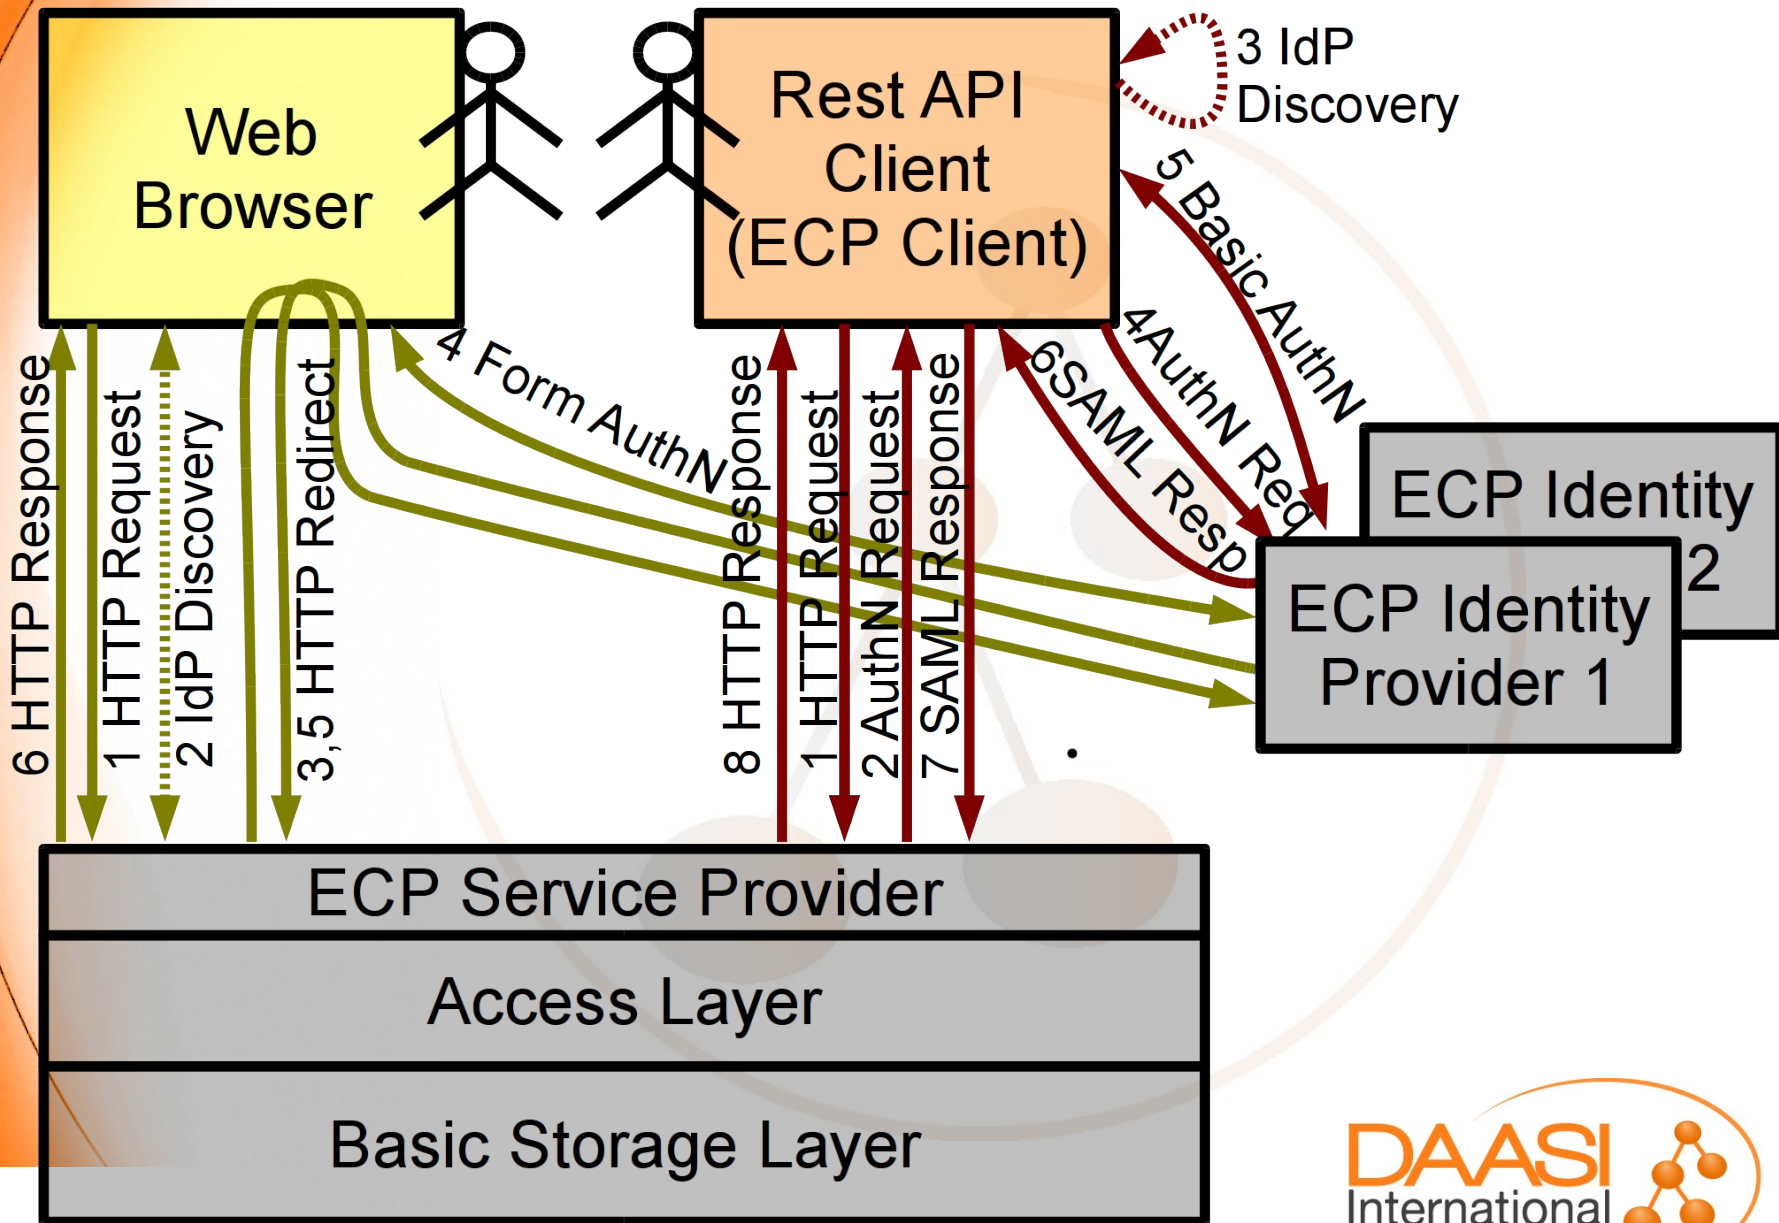 Web
Browser
Rest API
Client
(ECP Client)
3 IdP
Discovery
5 Basic AuthN
4AuthN Req
6SAML Resp
4 Form AuthN
6 HTTP Response
1 HTTP Request
2 IdP Discovery
3,5 HTTP Redirect
8 HTTP Response
1 HTTP Request
2 AuthN Request
7 SAML Response
ECP Identity
2
ECP Identity
Provider 1
ECP Service Provider
Access Layer
Basic Storage Layer
DAASI
International